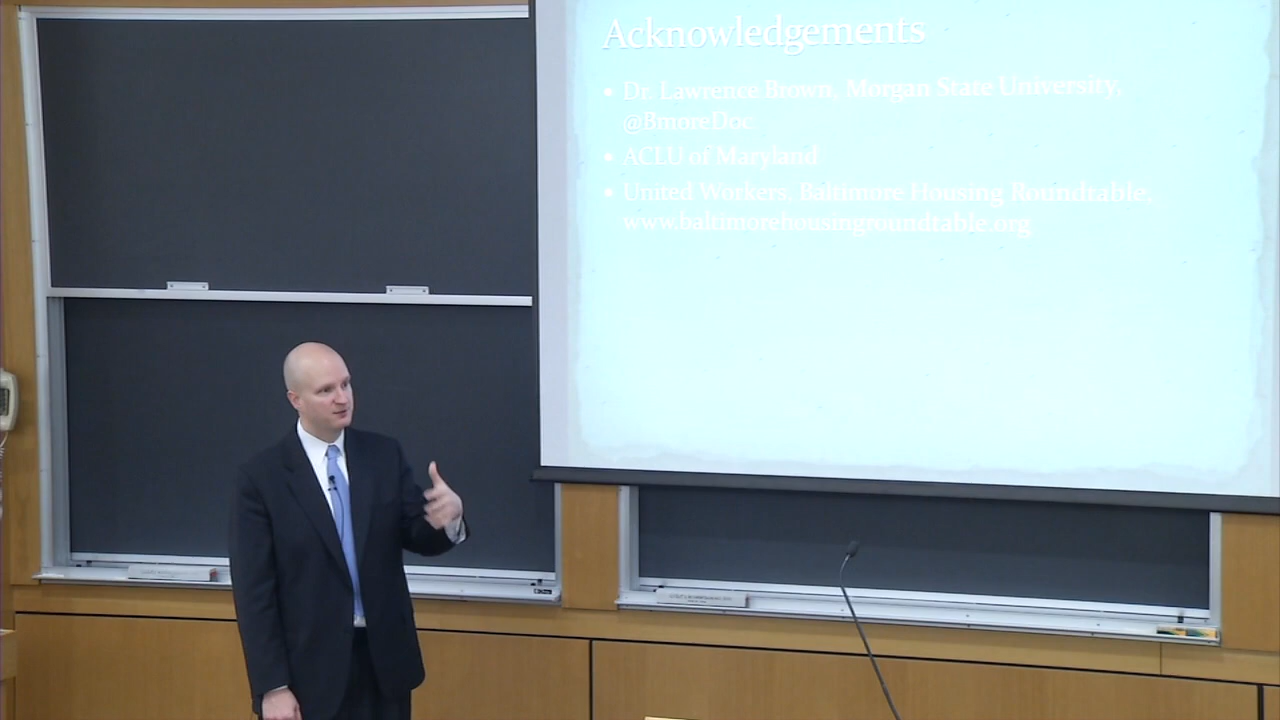 Acknowledgements
• Dr. Lawrence Brown, Morgan State University,
@BmoreDoc
• ACLU of Maryland
• United Workers, Baltimore Housing Roundtable,
www.baltimorehousingroundtable.org